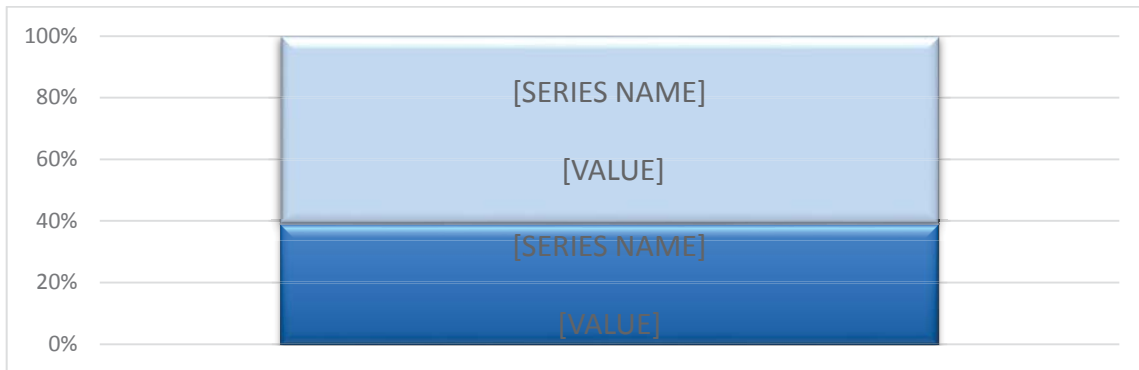 100%
80%
60%
40%
20%
0%
[SERIES NAME]
[VALUE]
[SERIES NAME]
[VALUE]